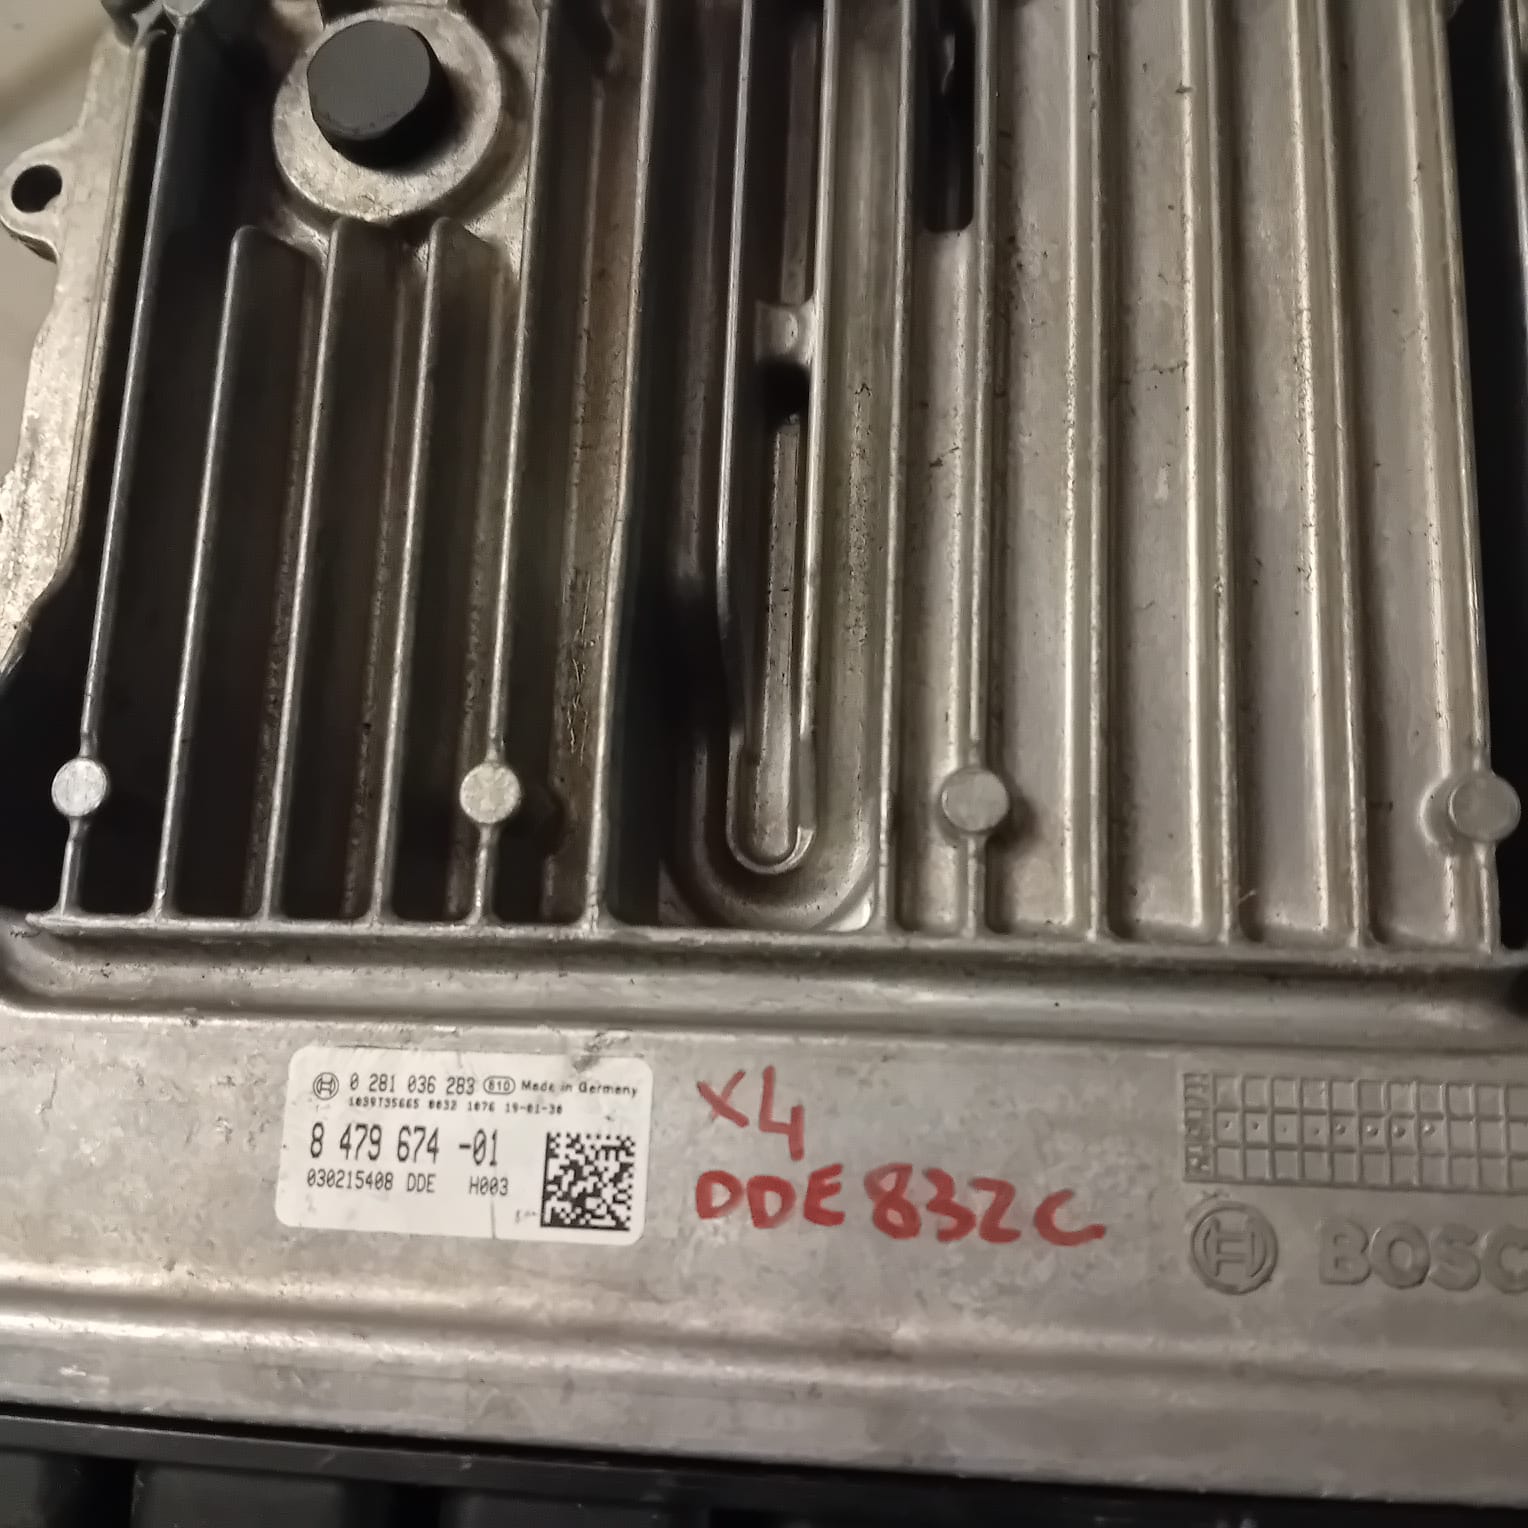 0 281 036 283 810 Made in Germany
1039T35665 0032 1076 19-01-30
8 479 674 -01
030215408 DDE H003
X4
DDE 832C
BOSC